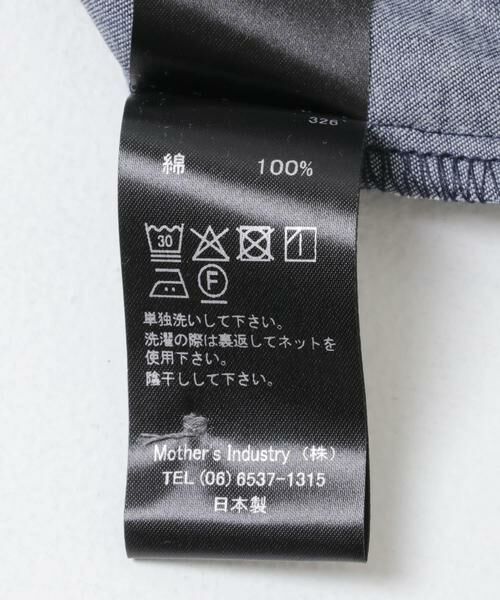 326
綿 100%
30
F
単独洗いして下さい。
洗濯の際は裏返してネットを
使用下さい。
陰干しして下さい。
Mother's Industry (株)
TEL (06) 6537-1315
日本製